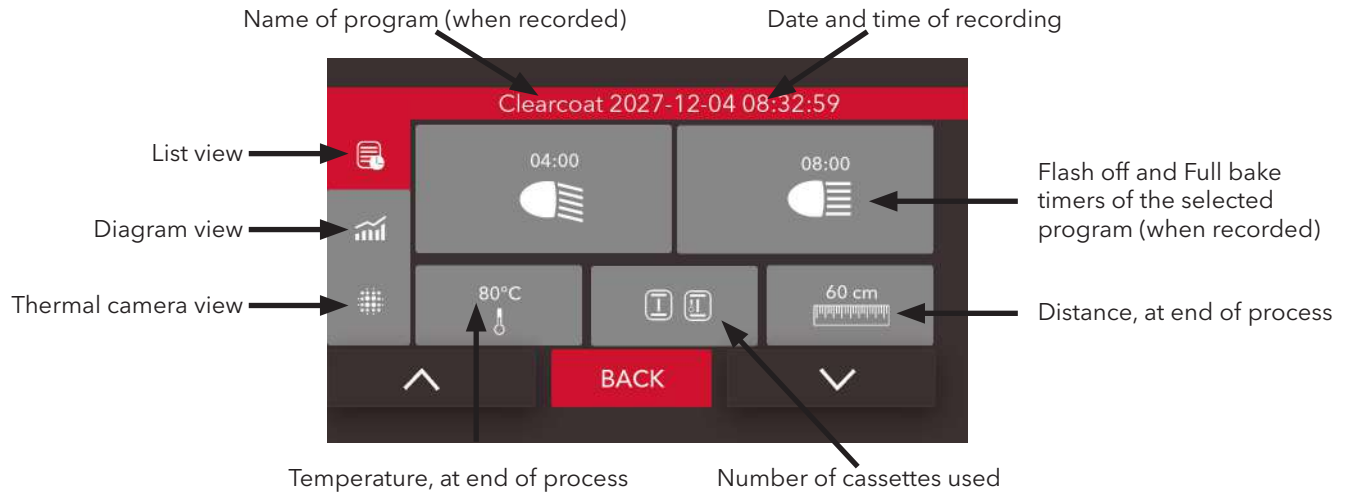 Name of program (when recorded)
Date and time of recording
Clearcoat 2027-12-04 08:32:59
List view
04:00
08:00
Flash off and Full bake
timers of the selected
program (when recorded)
Diagram view
Thermal camera view
80°C
60 cm
Distance, at end of process
BACK
Temperature, at end of process
Number of cassettes used